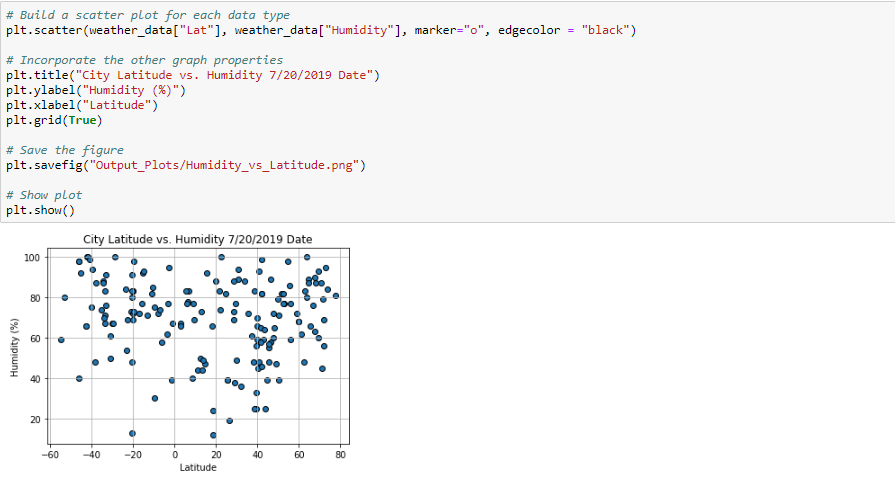 # Build a scatter plot for each data type
plt.scatter(weather_data["Lat"], weather_data["Humidity"], marker="o", edgecolor = "black")
# Incorporate the other graph properties
plt.title("City Latitude vs. Humidity 7/20/2019 Date")
plt.ylabel("Humidity (%)")
plt.xlabel("Latitude")
plt.grid(True)
# Save the figure
plt.savefig("Output_Plots/Humidity_vs_Latitude.png")
# Show plot
plt.show()
City Latitude vs. Humidity 7/20/2019 Date
Humidity (%)
100
80
60
40
20
−60 −40 −20 0 20 40 60 80
Latitude